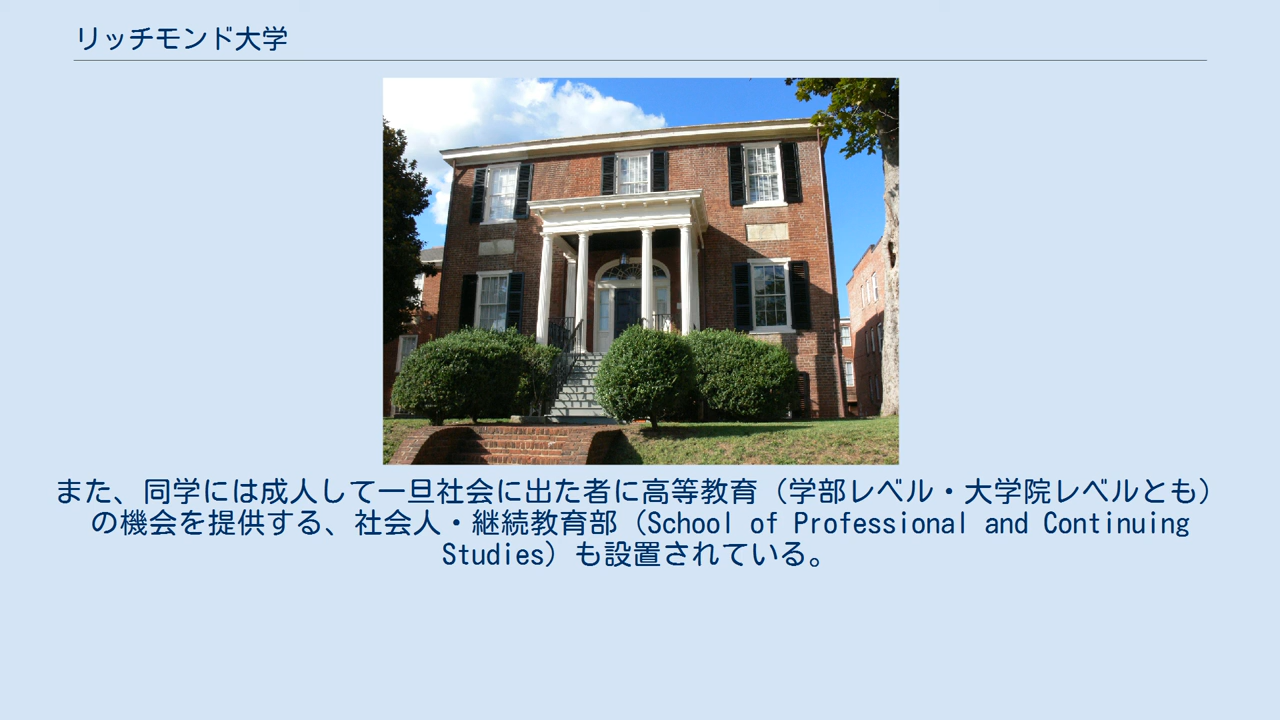 リッチモンド大学
また、同学には成人して一旦社会に出た者に高等教育（学部レベル・大学院レベルとも）
の機会を提供する、社会人・継続教育部（School of Professional and Continuing
Studies）も設置されている。